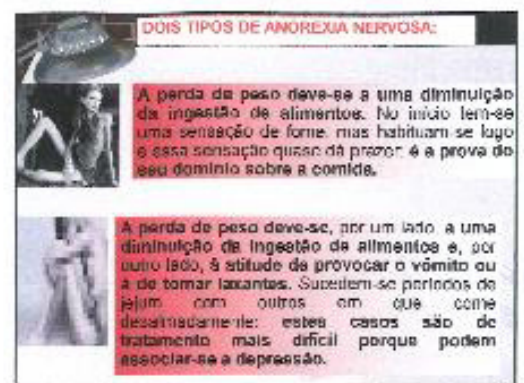 DOIS TIPOS DE ANOREXIA NERVOSA:
A perda de peso deve-se a uma diminuição
da ingestão de alimentos. No início tem-se
uma sensação de fome, mas habituam-se logo
e essa sensação quase dá prazer: é a prova do
seu domínio sobre a comida.
A perda de peso deve-se, por um lado, a uma
diminuição da ingestão de alimentos e, por
outro lado, à atitude de provocar o vómito ou
à de tomar laxantes. Sucedem-se períodos de
jejum com outros em que come
desalmadamente: estes casos são de
tratamento mais difícil porque podem
associar-se a depressão.